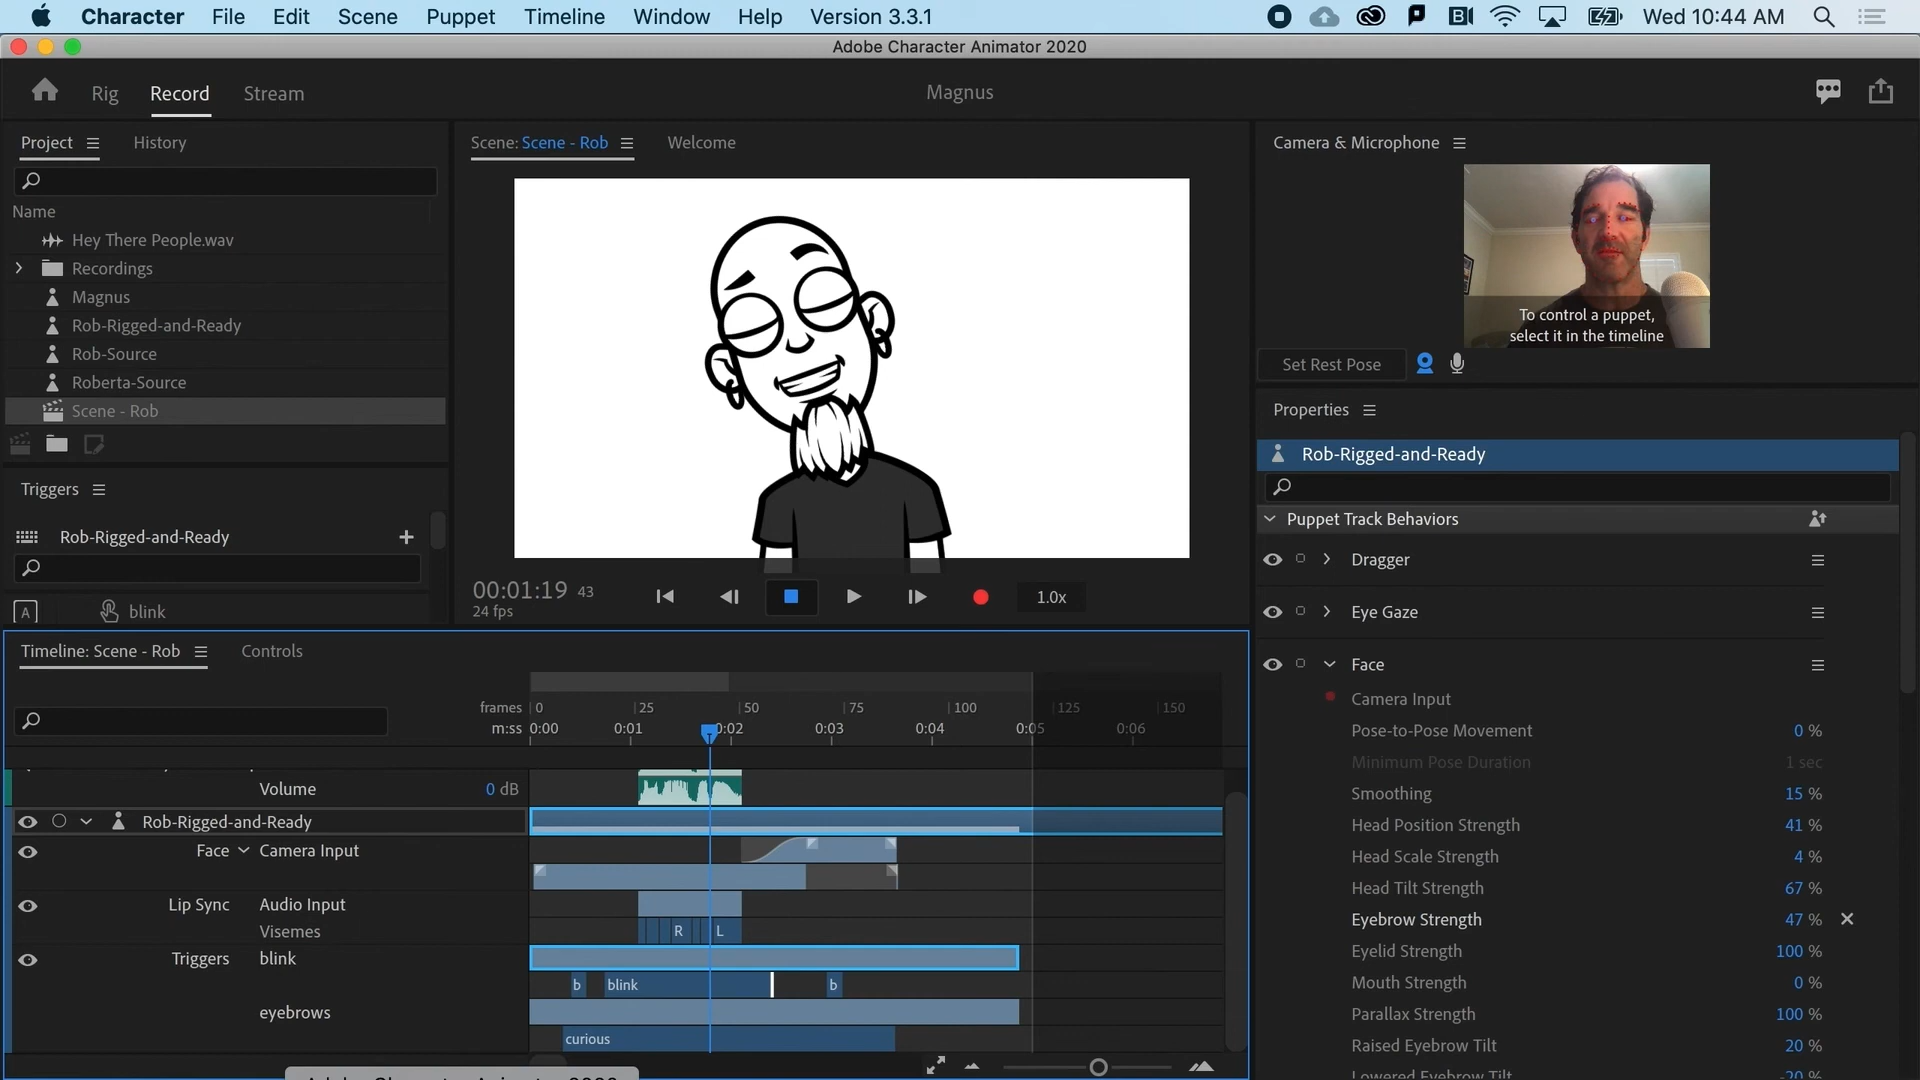 Character File Edit Scene Puppet Timeline Window Help Version 3.3.1 Wed 10:44 AM
Adobe Character Animator 2020
Rig Record Stream Magnus
Project History
Name
Hey There People.wav
Recordings
Magnus
Rob-Rigged-and-Ready
Rob-Source
Roberta-Source
Scene - Rob
Triggers
Rob-Rigged-and-Ready
A blink
Scene: Scene - Rob Welcome
00:01:19 43
24 fps
1.0x
Camera & Microphone
To control a puppet,
select it in the timeline
Set Rest Pose
Properties
Rob-Rigged-and-Ready
Puppet Track Behaviors
Dragger
Eye Gaze
Face
Camera Input
Pose-to-Pose Movement 0 %
Minimum Pose Duration 1 sec
Smoothing 15 %
Head Position Strength 41 %
Head Scale Strength 4 %
Head Tilt Strength 67 %
Eyebrow Strength 47 %
Eyelid Strength 100 %
Mouth Strength 0 %
Parallax Strength 100 %
Raised Eyebrow Tilt 20 %
Lowered Eyebrow Tilt -20 %
Timeline: Scene - Rob Controls
frames 0 25 50 75 100 125 150
m:ss 0:00 0:01 0:02 0:03 0:04 0:05 0:06
Volume 0 dB
Rob-Rigged-and-Ready
Face Camera Input
Lip Sync Audio Input
Visemes R L
Triggers blink
b blink b
eyebrows
curious